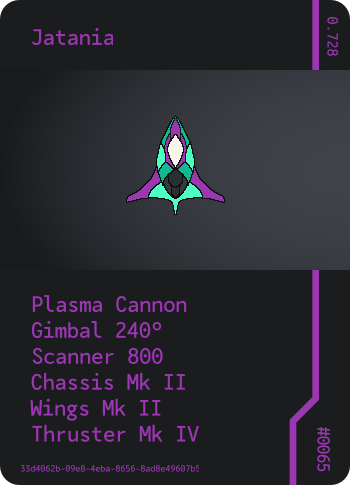 Jatania
0.728
Plasma Cannon
Gimbal 240°
Scanner 800
Chassis Mk II
Wings Mk II
Thruster Mk IV
#0065
33d4062b-09e8-4eba-8656-8ad8e49607b5